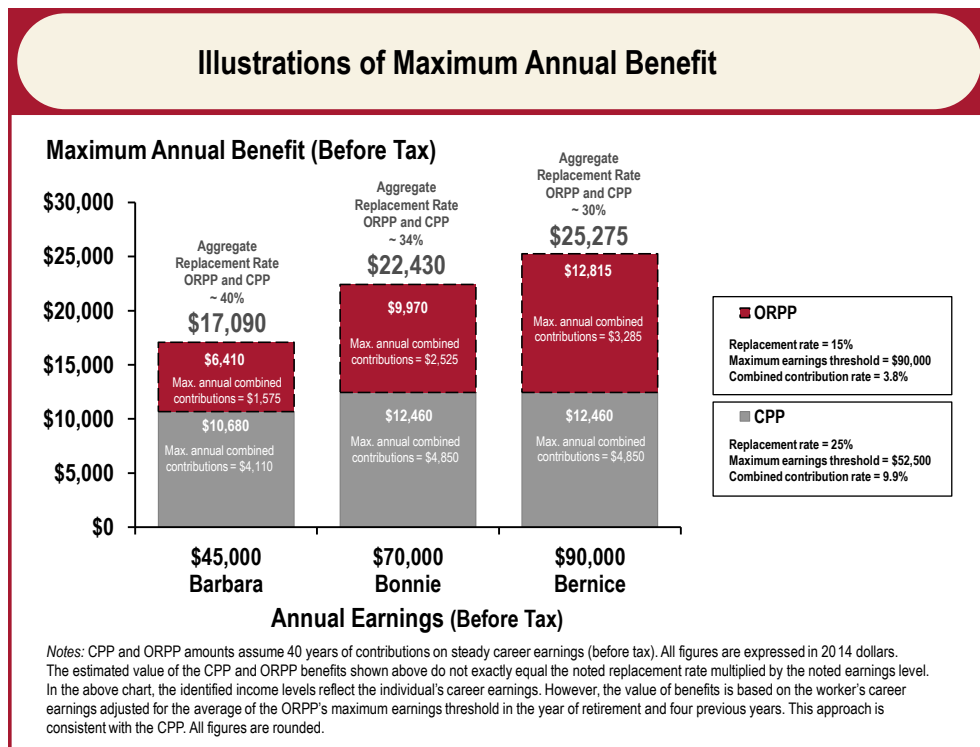 Illustrations of Maximum Annual Benefit
Maximum Annual Benefit (Before Tax)
$30,000
$25,000
$20,000
$15,000
$10,000
$5,000
$0
Aggregate
Replacement Rate
ORPP and CPP
~ 40%
$17,090
$6,410
Max. annual combined
contributions = $1,575
$10,680
Max. annual combined
contributions = $4,110
Aggregate
Replacement Rate
ORPP and CPP
~ 34%
$22,430
$9,970
Max. annual combined
contributions = $2,525
$12,460
Max. annual combined
contributions = $4,850
Aggregate
Replacement Rate
ORPP and CPP
~ 30%
$25,275
$12,815
Max. annual combined
contributions = $3,285
$12,460
Max. annual combined
contributions = $4,850
ORPP
Replacement rate = 15%
Maximum earnings threshold = $90,000
Combined contribution rate = 3.8%
CPP
Replacement rate = 25%
Maximum earnings threshold = $52,500
Combined contribution rate = 9.9%
$45,000
Barbara
$70,000
Bonnie
$90,000
Bernice
Annual Earnings (Before Tax)
Notes: CPP and ORPP amounts assume 40 years of contributions on steady career earnings (before tax). All figures are expressed in 2014 dollars.
The estimated value of the CPP and ORPP benefits shown above do not exactly equal the noted replacement rate multiplied by the noted earnings level.
In the above chart, the identified income levels reflect the individual's career earnings. However, the value of benefits is based on the worker's career
earnings adjusted for the average of the ORPP's maximum earnings threshold in the year of retirement and four previous years. This approach is
consistent with the CPP. All figures are rounded.